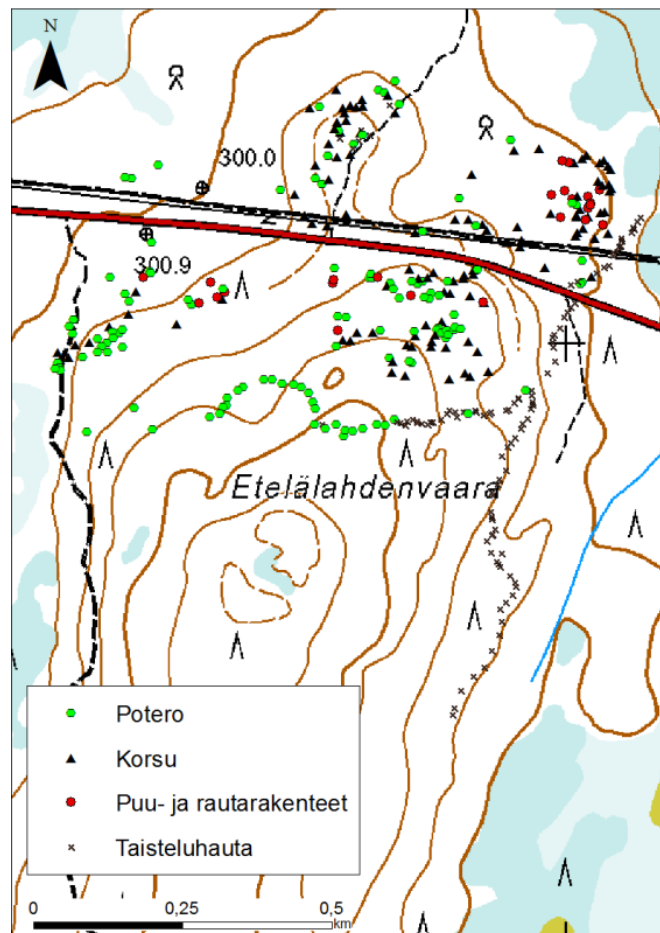 N
300.0
300.9
Etelälahdenvaara
Potero
Korsu
Puu- ja rautarakenteet
Taisteluhauta
0 0,25 0,5
km